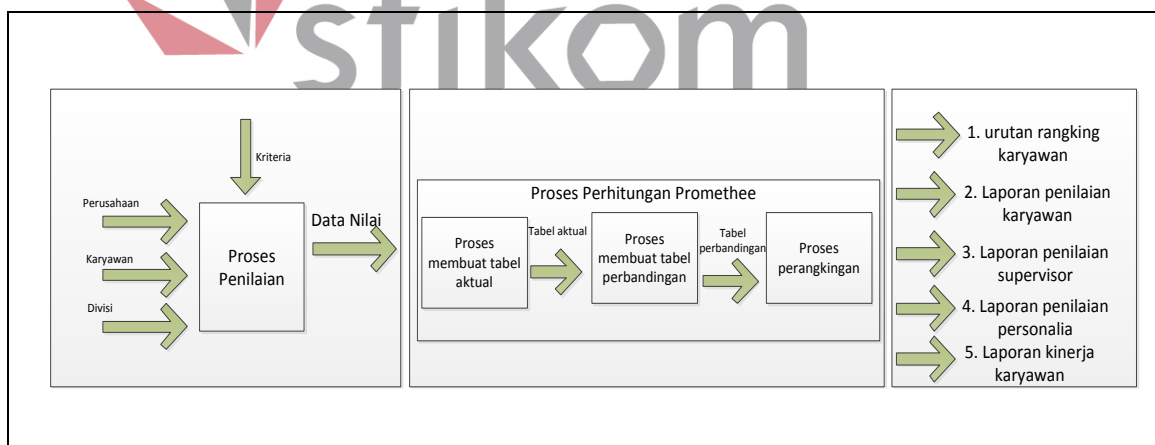 stikom
Kriteria
Perusahaan
Karyawan
Divisi
Proses
Penilaian
Data Nilai
Proses Perhitungan Promethee
Proses
membuat tabel
aktual
Tabel aktual
Proses
membuat tabel
perbandingan
Tabel
perbandingan
Proses
perangkingan
1. urutan rangking
karyawan
2. Laporan penilaian
karyawan
3. Laporan penilaian
supervisor
4. Laporan penilaian
personalia
5. Laporan kinerja
karyawan